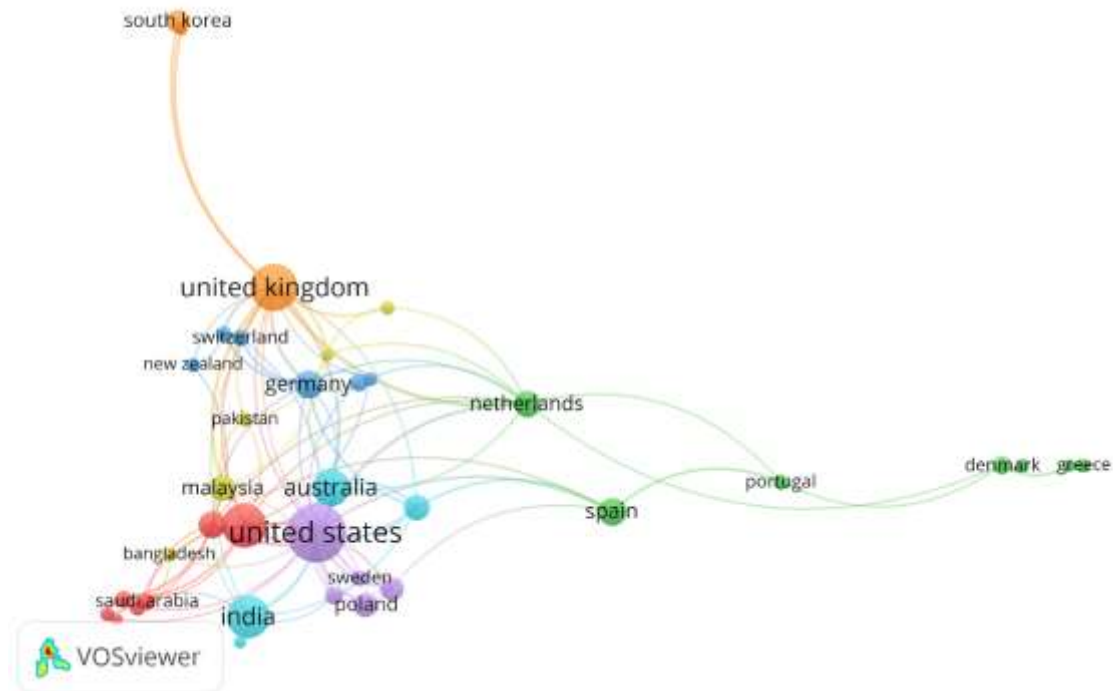 south korea
united kingdom
switzerland
new zealand
germany
netherlands
pakistan
denmark
greece
portugal
malaysia
australia
spain
united states
bangladesh
sweden
saudi arabia
poland
india
VOSviewer